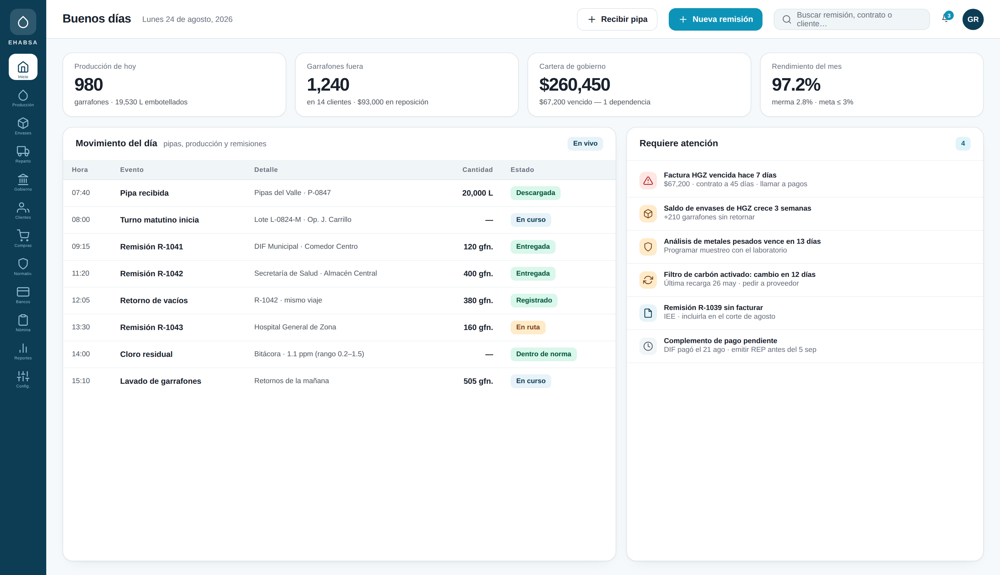 EHABSA
Inicio
Producción
Envases
Reparto
Gobierno
Clientes
Compras
Normativ.
Bancos
Nómina
Reportes
Config.
Buenos días Lunes 24 de agosto, 2026
Recibir pipa
Nueva remisión
Buscar remisión, contrato o
cliente…
3
GR
Producción de hoy
980
garrafones · 19,530 L embotellados
Garrafones fuera
1,240
en 14 clientes · $93,000 en reposición
Cartera de gobierno
$260,450
$67,200 vencido — 1 dependencia
Rendimiento del mes
97.2%
merma 2.8% · meta ≤ 3%
Movimiento del día pipas, producción y remisiones En vivo
Hora Evento Detalle Cantidad Estado
07:40 Pipa recibida Pipas del Valle · P-0847 20,000 L Descargada
08:00 Turno matutino inicia Lote L-0824-M · Op. J. Carrillo — En curso
09:15 Remisión R-1041 DIF Municipal · Comedor Centro 120 gfn. Entregada
11:20 Remisión R-1042 Secretaría de Salud · Almacén Central 400 gfn. Entregada
12:05 Retorno de vacíos R-1042 · mismo viaje 380 gfn. Registrado
13:30 Remisión R-1043 Hospital General de Zona 160 gfn. En ruta
14:00 Cloro residual Bitácora · 1.1 ppm (rango 0.2–1.5) — Dentro de norma
15:10 Lavado de garrafones Retornos de la mañana 505 gfn. En curso
Requiere atención 4
Factura HGZ vencida hace 7 días
$67,200 · contrato a 45 días · llamar a pagos
Saldo de envases de HGZ crece 3 semanas
+210 garrafones sin retornar
Análisis de metales pesados vence en 13 días
Programar muestreo con el laboratorio
Filtro de carbón activado: cambio en 12 días
Última recarga 26 may · pedir a proveedor
Remisión R-1039 sin facturar
IEE · incluirla en el corte de agosto
Complemento de pago pendiente
DIF pagó el 21 ago · emitir REP antes del 5 sep